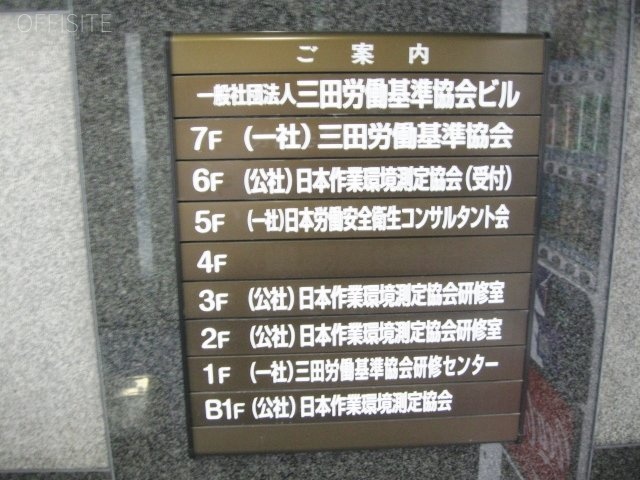 OFFISITE
ご案内
一般社団法人 三田労働基準協会ビル
7F (一社) 三田労働基準協会
6F (公社) 日本作業環境測定協会(受付)
5F (一社)日本労働安全衛生コンサルタント会
4F
3F (公社) 日本作業環境測定協会研修室
2F (公社) 日本作業環境測定協会研修室
1F (一社) 三田労働基準協会研修センター
B1F (公社) 日本作業環境測定協会